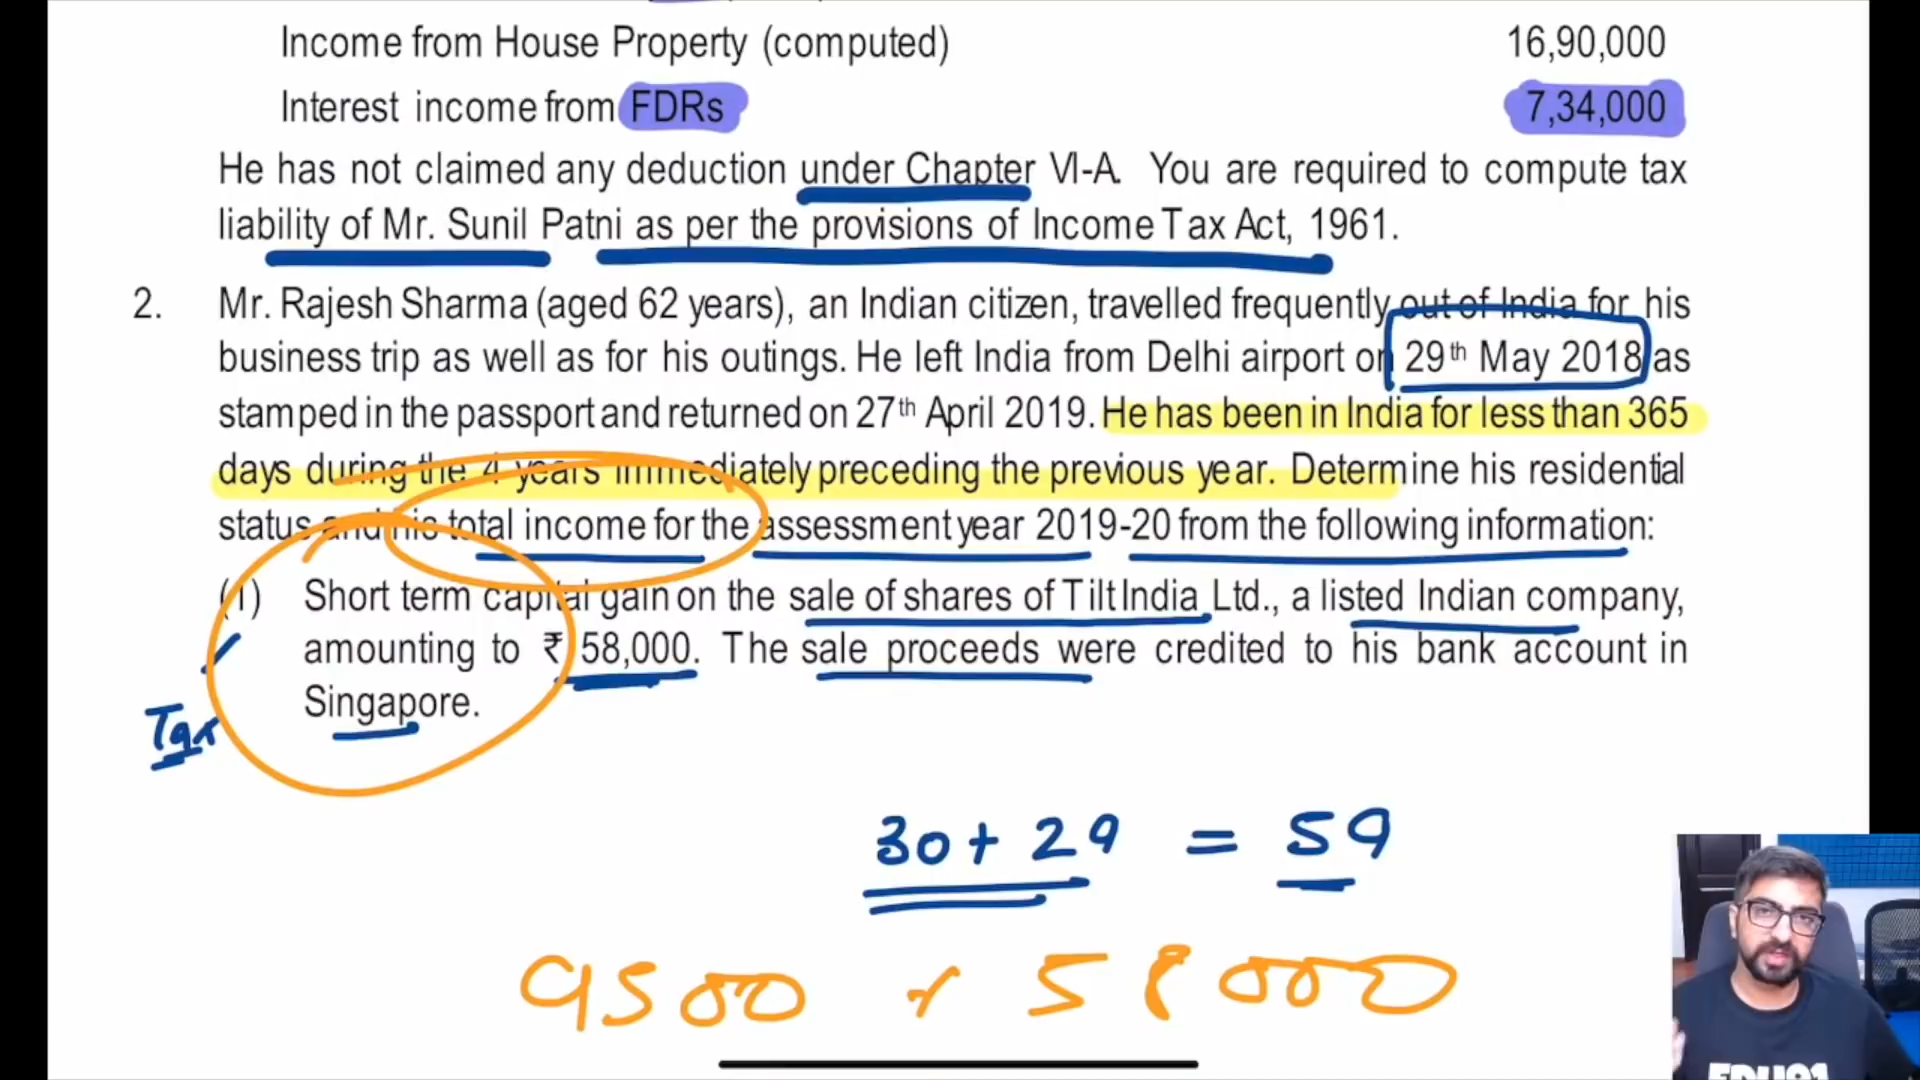 Income from House Property (computed) 16,90,000
Interest income from FDRs 7,34,000
He has not claimed any deduction under Chapter VI-A. You are required to compute tax
liability of Mr. Sunil Patni as per the provisions of Income Tax Act, 1961.
2. Mr. Rajesh Sharma (aged 62 years), an Indian citizen, travelled frequently out of India for his
business trip as well as for his outings. He left India from Delhi airport on 29th May 2018 as
stamped in the passport and returned on 27th April 2019. He has been in India for less than 365
days during the 4 years immediately preceding the previous year. Determine his residential
status and his total income for the assessment year 2019-20 from the following information:
(1) Short term capital gain on the sale of shares of Tilt India Ltd., a listed Indian company,
amounting to ₹ 58,000. The sale proceeds were credited to his bank account in
Singapore.
Tax
30 + 29 = 59
9500 + 58000